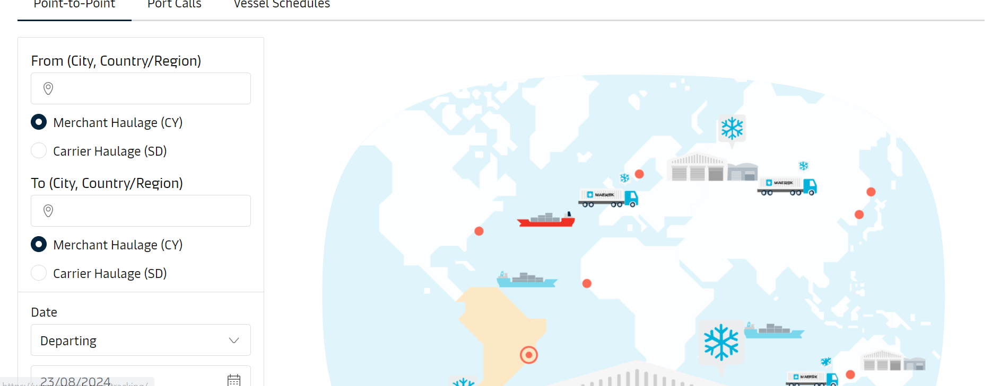 Point-to-Point
Port Calls
Vessel Schedules
From (City, Country/Region)
Merchant Haulage (CY)
Carrier Haulage (SD)
To (City, Country/Region)
Merchant Haulage (CY)
Carrier Haulage (SD)
Date
Departing
23/08/2024
MAERSK
MAERSK
MAERSK